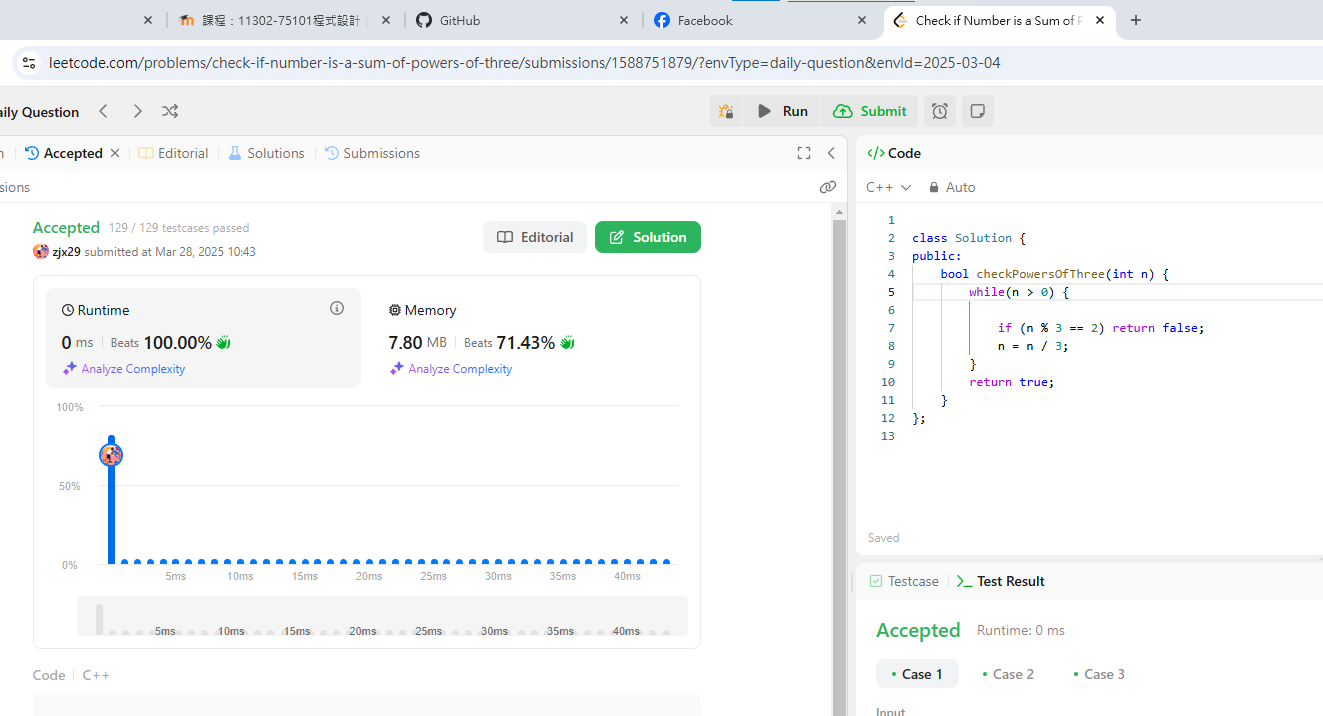 課程：11302-75101程式設計 (
GitHub
Facebook
Check if Number is a Sum of P
leetcode.com/problems/check-if-number-is-a-sum-of-powers-of-three/submissions/1588751879/?envType=daily-question&envId=2025-03-04
aily Question
Run
Submit
n
Accepted
Editorial
Solutions
Submissions
sions
Accepted 129 / 129 testcases passed
zjx29 submitted at Mar 28, 2025 10:43
Editorial
Solution
Runtime
0 ms Beats 100.00%
Analyze Complexity
Memory
7.80 MB Beats 71.43%
Analyze Complexity
100%
50%
0%
5ms 10ms 15ms 20ms 25ms 30ms 35ms 40ms
5ms 10ms 15ms 20ms 25ms 30ms 35ms 40ms
Code C++
</> Code
C++ Auto
1
2 class Solution {
3 public:
4     bool checkPowersOfThree(int n) {
5         while(n > 0) {
6
7             if (n % 3 == 2) return false;
8             n = n / 3;
9         }
10         return true;
11     }
12 };
13
Saved
Testcase
>_ Test Result
Accepted Runtime: 0 ms
• Case 1 • Case 2 • Case 3
Input